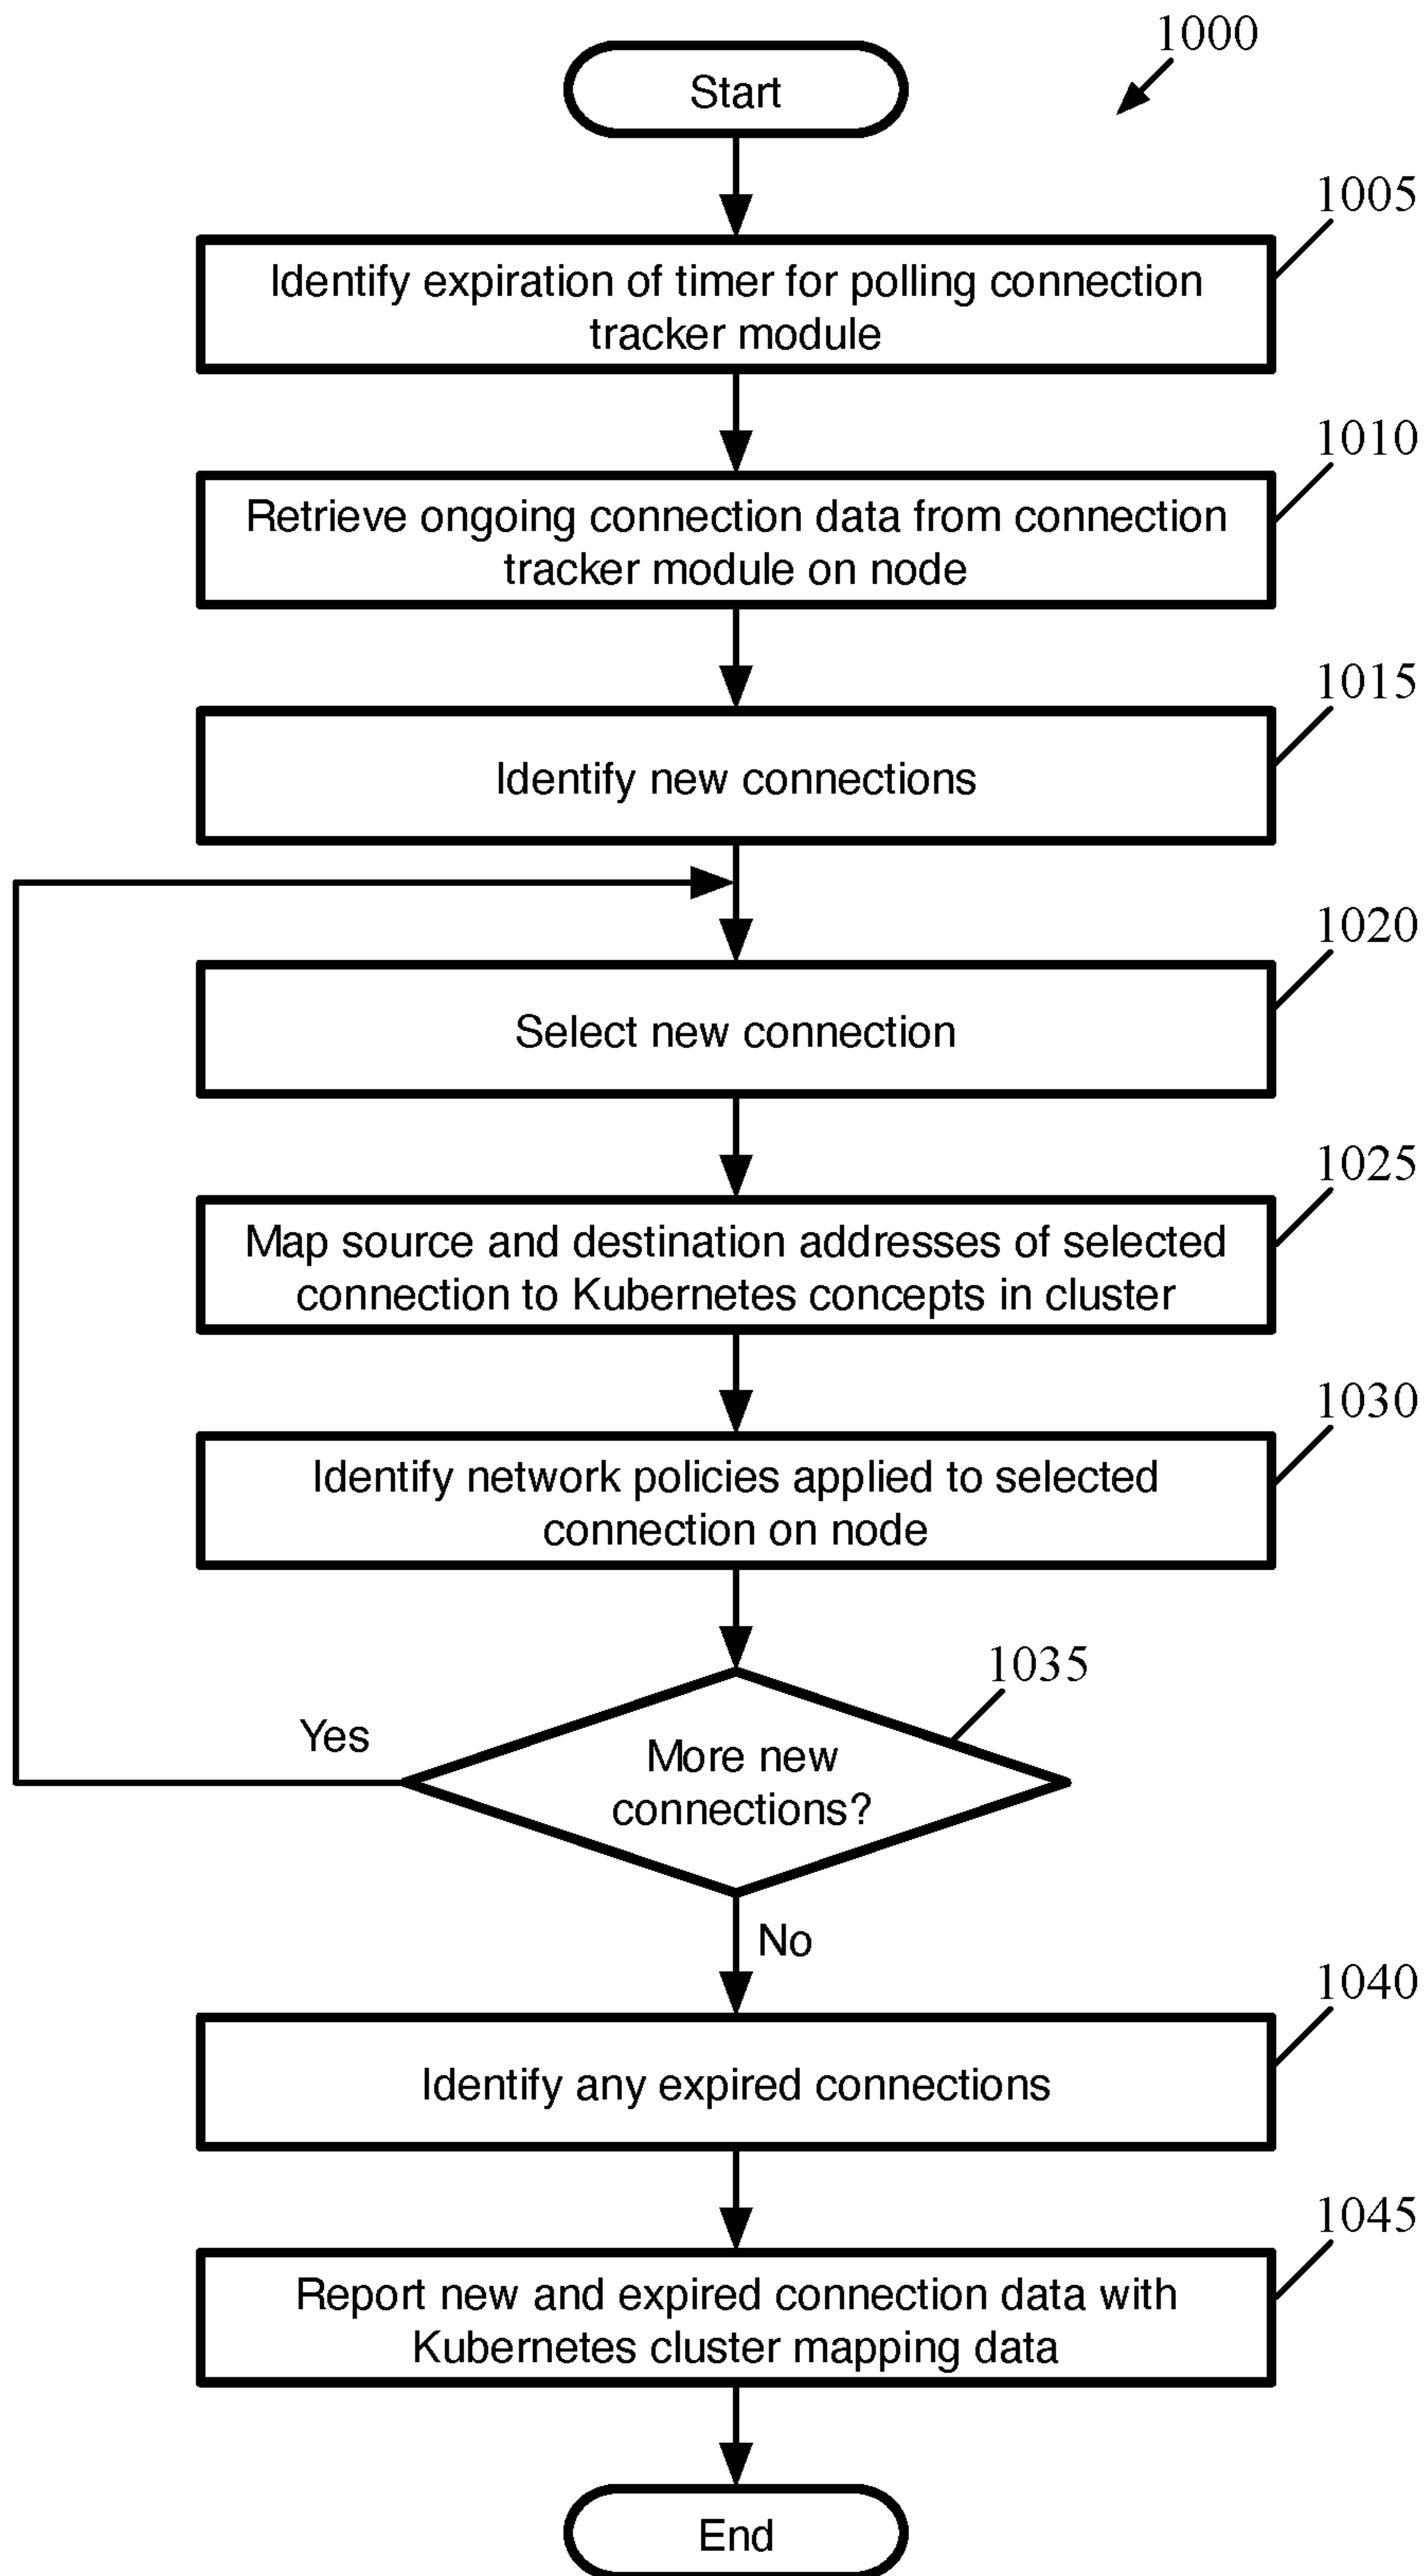 1000
Start
1005
Identify expiration of timer for polling connection
tracker module
1010
Retrieve ongoing connection data from connection
tracker module on node
1015
Identify new connections
1020
Select new connection
1025
Map source and destination addresses of selected
connection to Kubernetes concepts in cluster
1030
Identify network policies applied to selected
connection on node
1035
Yes
More new
connections?
No
1040
Identify any expired connections
1045
Report new and expired connection data with
Kubernetes cluster mapping data
End